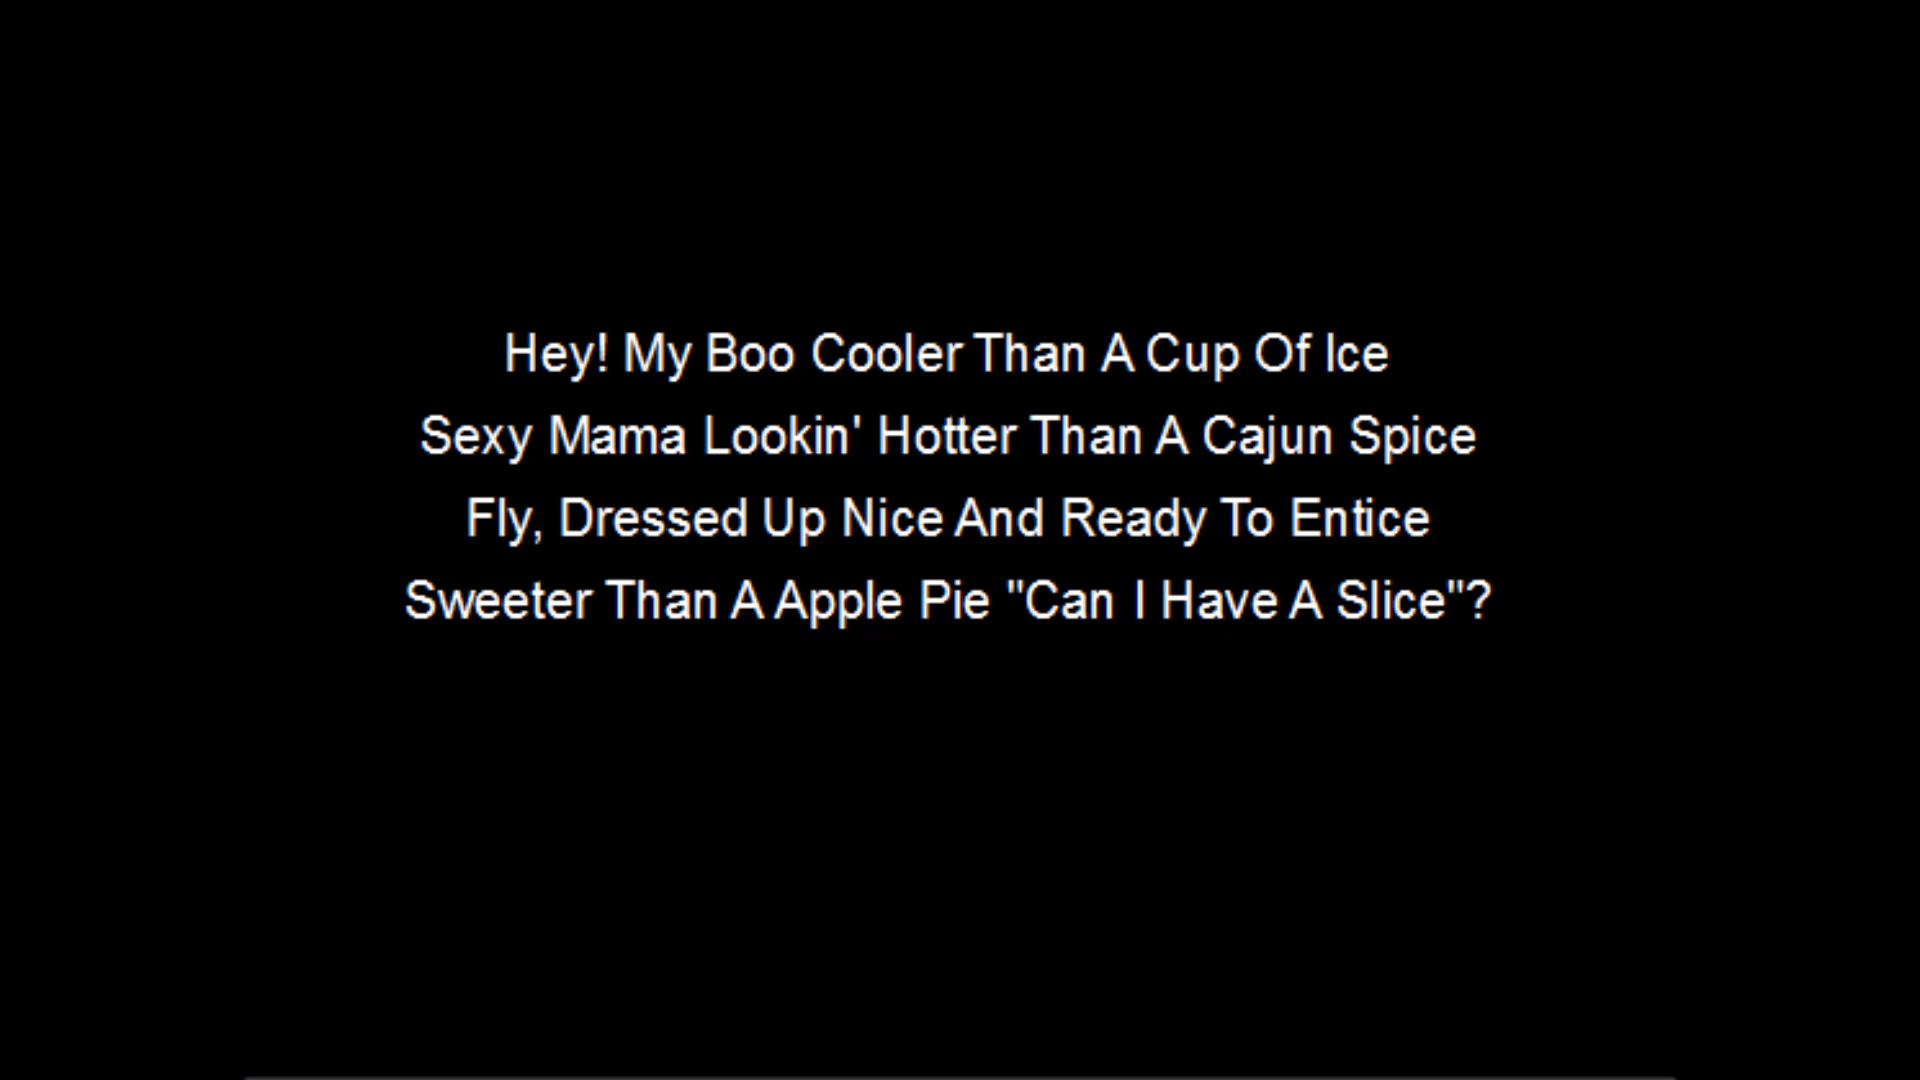 Hey! My Boo Cooler Than A Cup Of Ice
Sexy Mama Lookin' Hotter Than A Cajun Spice
Fly, Dressed Up Nice And Ready To Entice
Sweeter Than A Apple Pie "Can I Have A Slice"?